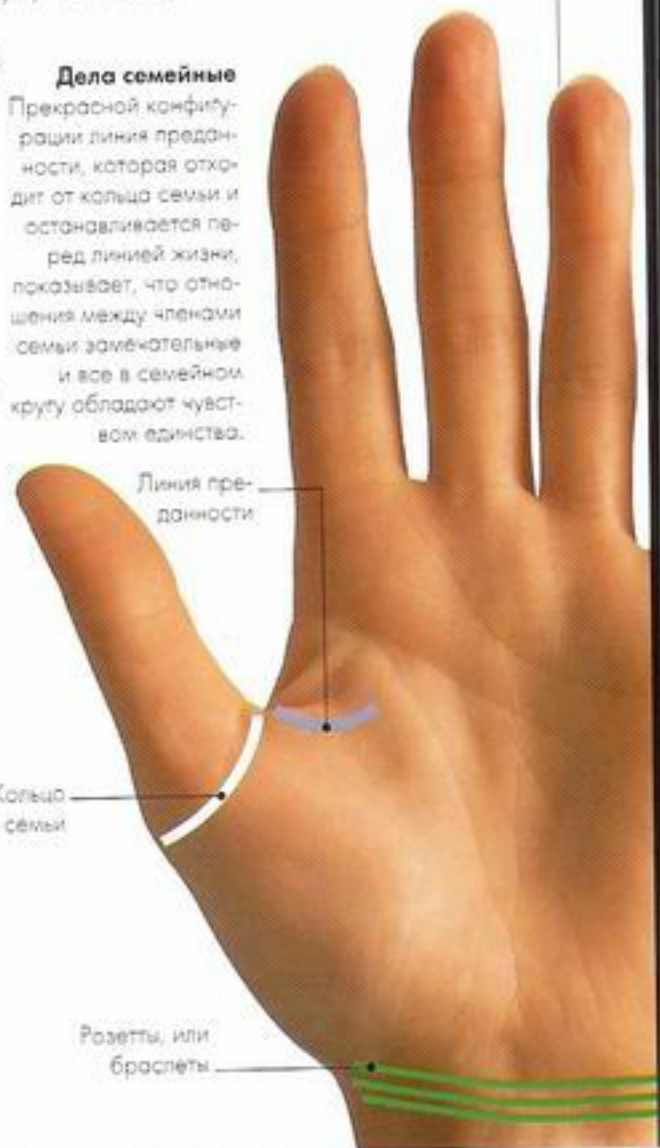 Дела семейные
Прекрасной конфигу-
рации линия предан-
ности, которая отхо-
дит от кольца семьи и
останавливается пе-
ред линией жизни,
показывает, что отно-
шения между членами
семьи замечательные
и все в семейном
кругу обладают чувст-
вом единства.
Линия пре-
данности
Кольцо
семьи
Розетты, или
браслеты